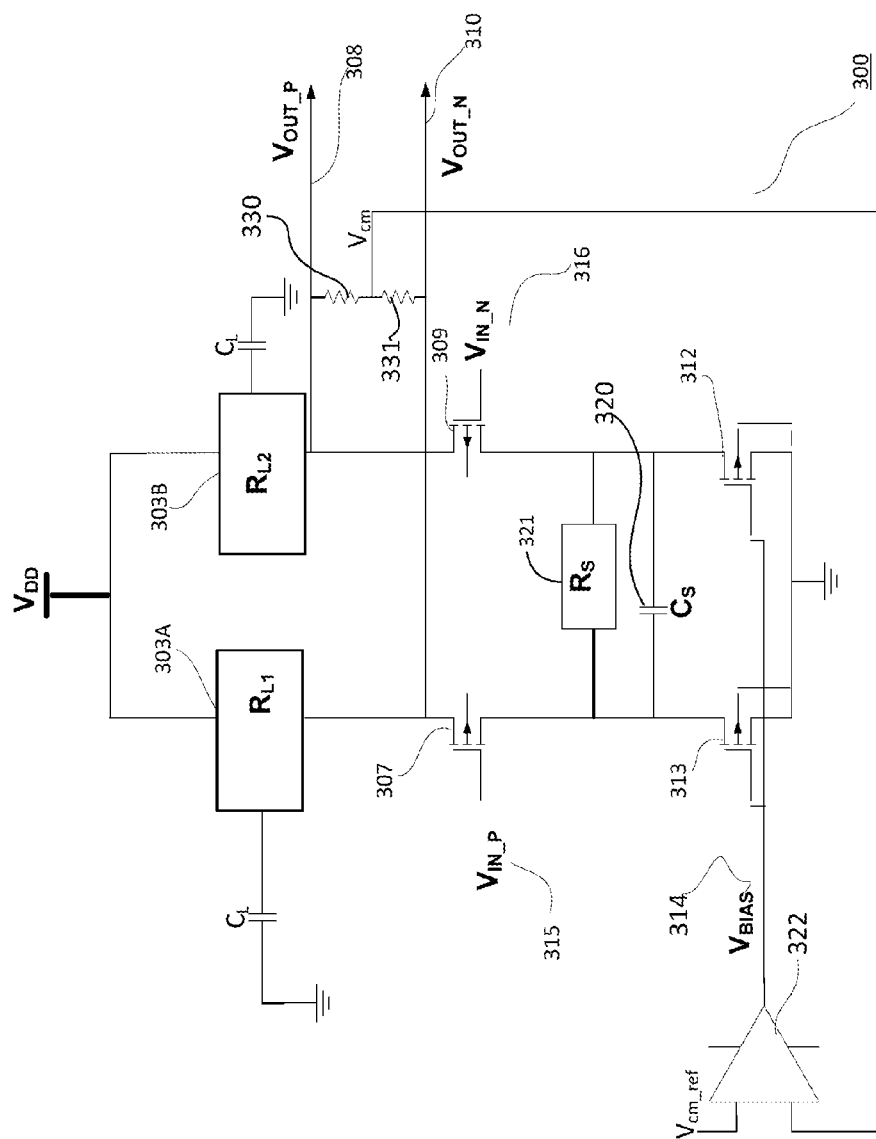 V_DD
303A
R_L1
C_L
303B
R_L2
C_L
V_OUT_P
308
330
V_cm
331
V_OUT_N
310
307
309
V_IN_P
315
V_IN_N
316
321
R_S
320
C_S
313
312
314
V_BIAS
322
V_cm_ref
300